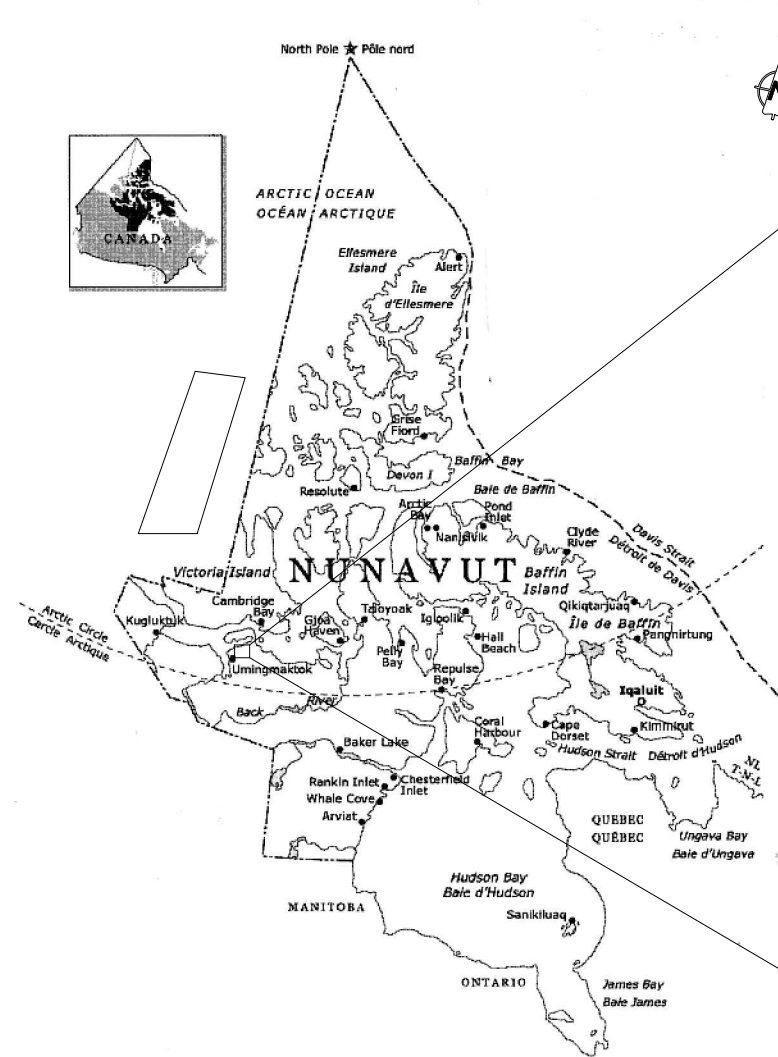 North Pole Pôle nord
N
ARCTIC OCEAN
OCÉAN ARCTIQUE
CANADA
Ellesmere
Island
Alert
Île
d'Ellesmere
Grise
Fiord
Devon I
Baffin Bay
Baie de Baffin
Resolute
Arctic
Bay
Nanisivik
Pond
Inlet
Clyde
River
Davis Strait
Détroit de Davis
Victoria Island
NUNAVUT
Baffin
Island
Cambridge
Bay
Kugluktuk
Arctic Circle
Cercle Arctique
Gjoa
Haven
Taloyoak
Igloolik
Qikiqtarjuaq
Île de Baffin
Pangnirtung
Hall
Beach
Pelly
Bay
Repulse
Bay
Umingmaktok
Back River
Iqaluit
Coral
Harbour
Cape
Dorset
Kimmirut
Hudson Strait Détroit d'Hudson
Baker Lake
Rankin Inlet
Chesterfield
Inlet
Whale Cove
Arviat
NL
T-N-L
QUEBEC
QUÉBEC
Ungava Bay
Baie d'Ungava
Hudson Bay
Baie d'Hudson
MANITOBA
Sanikiluaq
ONTARIO
James Bay
Baie James